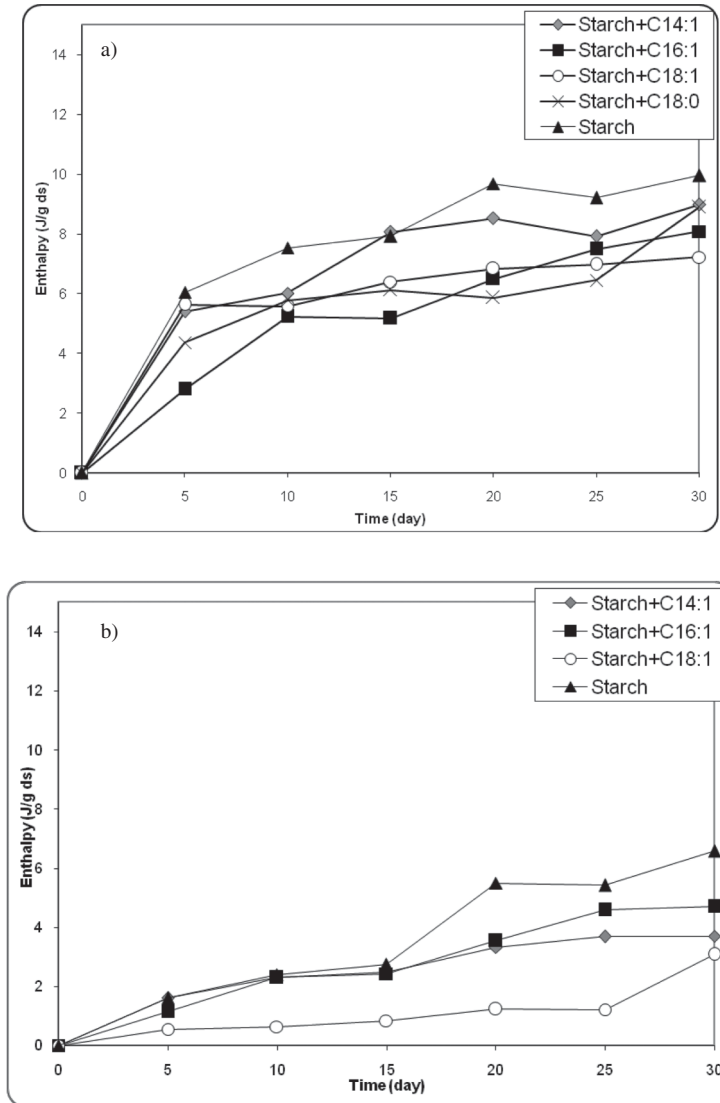 a)
Starch+C14:1
Starch+C16:1
Starch+C18:1
Starch+C18:0
Starch
Enthalpy (J/g ds)
14
12
10
8
6
4
2
0
0 5 10 15 20 25 30
Time (day)
b)
Starch+C14:1
Starch+C16:1
Starch+C18:1
Starch
Enthalpy (J/g ds)
14
12
10
8
6
4
2
0
0 5 10 15 20 25 30
Time (day)